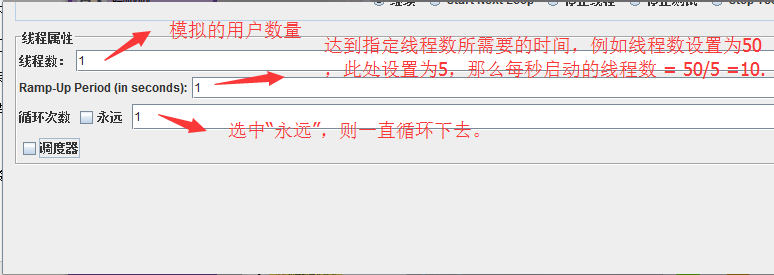 继续 Start Next Loop 停止线程 停止测试 Stop
线程属性
模拟的用户数量
线程数： 1
达到指定线程数所需要的时间，例如线程数设置为50
，此处设置为5，那么每秒启动的线程数 = 50/5 =10.
Ramp-Up Period (in seconds): 1
循环次数 永远 1
选中“永远”，则一直循环下去。
调度器